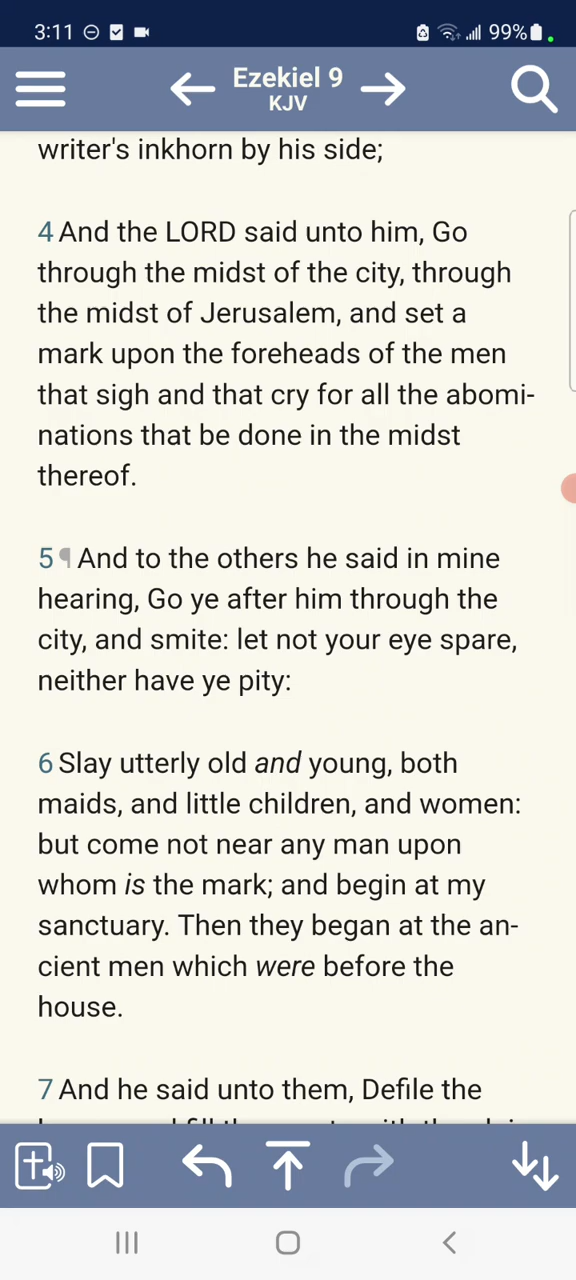 3:11
99%
Ezekiel 9
KJV
writer's inkhorn by his side;
4 And the LORD said unto him, Go
through the midst of the city, through
the midst of Jerusalem, and set a
mark upon the foreheads of the men
that sigh and that cry for all the abomi-
nations that be done in the midst
thereof.
5 ¶ And to the others he said in mine
hearing, Go ye after him through the
city, and smite: let not your eye spare,
neither have ye pity:
6 Slay utterly old and young, both
maids, and little children, and women:
but come not near any man upon
whom is the mark; and begin at my
sanctuary. Then they began at the an-
cient men which were before the
house.
7 And he said unto them, Defile the